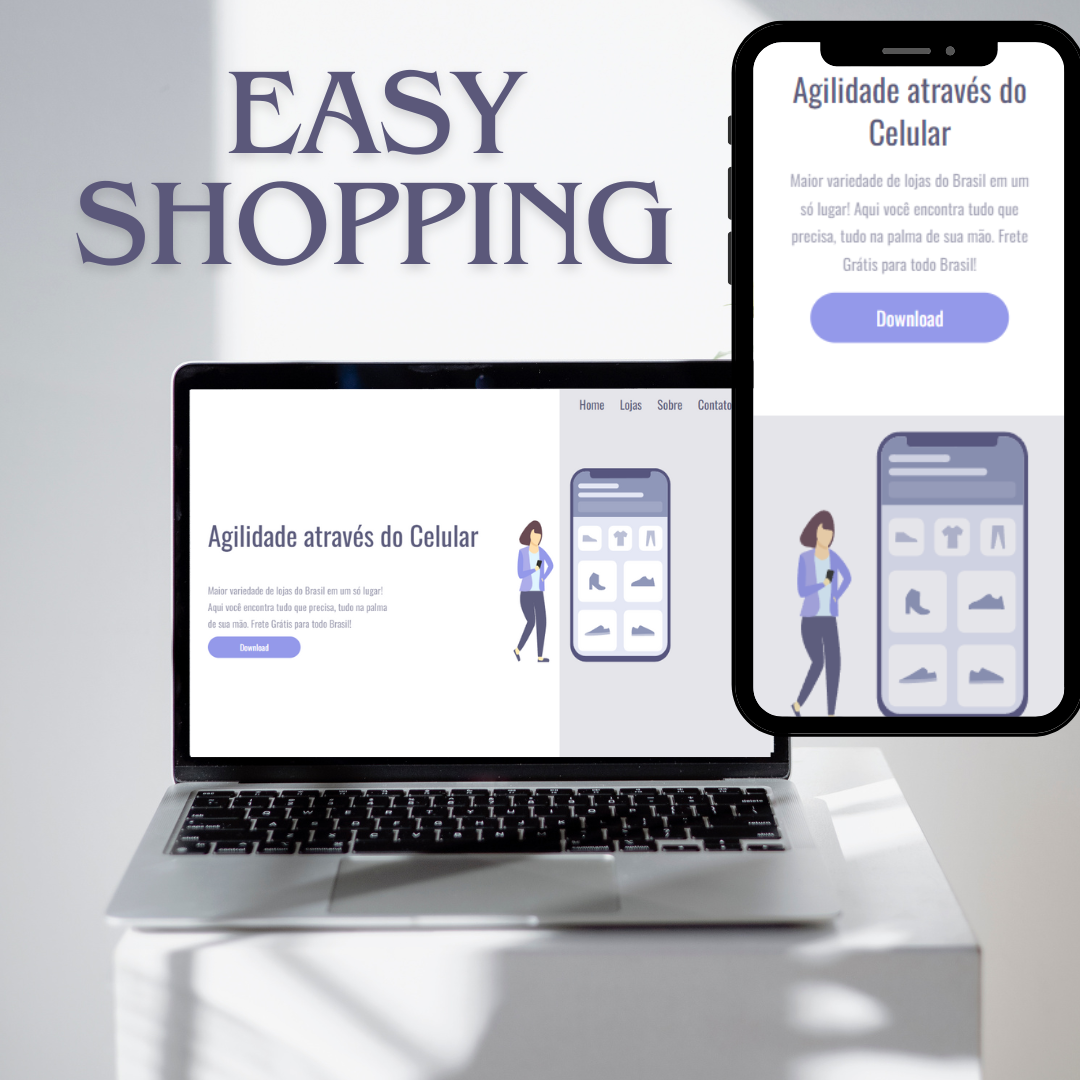 EASY
SHOPPING
Agilidade através do
Celular
Maior variedade de lojas do Brasil em um
só lugar! Aqui você encontra tudo que
precisa, tudo na palma de sua mão. Frete
Grátis para todo Brasil!
Download
Home Lojas Sobre Contato
Agilidade através do Celular
Maior variedade de lojas do Brasil em um só lugar!
Aqui você encontra tudo que precisa, tudo na palma
de sua mão. Frete Grátis para todo Brasil!
Download